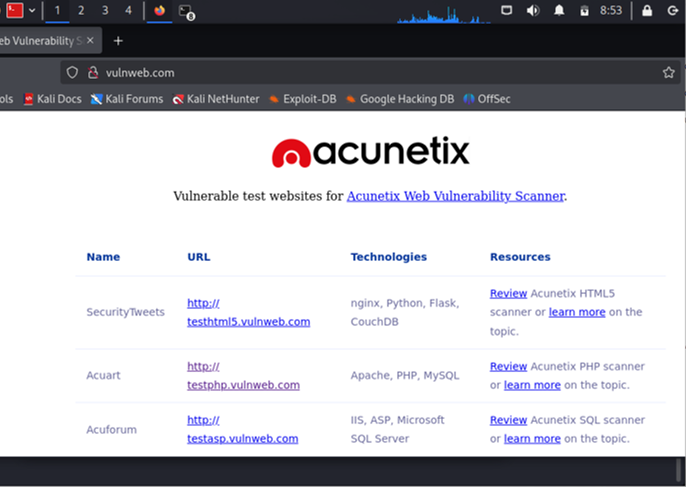 1 2 3 4 8 8:53
eb Vulnerability S
vulnweb.com
ols Kali Docs Kali Forums Kali NetHunter Exploit-DB Google Hacking DB OffSec
acunetix
Vulnerable test websites for Acunetix Web Vulnerability Scanner.
Name URL Technologies Resources
SecurityTweets
http://
testhtml5.vulnweb.com
nginx, Python, Flask,
CouchDB
Review Acunetix HTML5
scanner or learn more on the
topic.
Acuart
http://
testphp.vulnweb.com
Apache, PHP, MySQL
Review Acunetix PHP scanner
or learn more on the topic.
Acuforum
http://
testasp.vulnweb.com
IIS, ASP, Microsoft
SQL Server
Review Acunetix SQL scanner
or learn more on the topic.